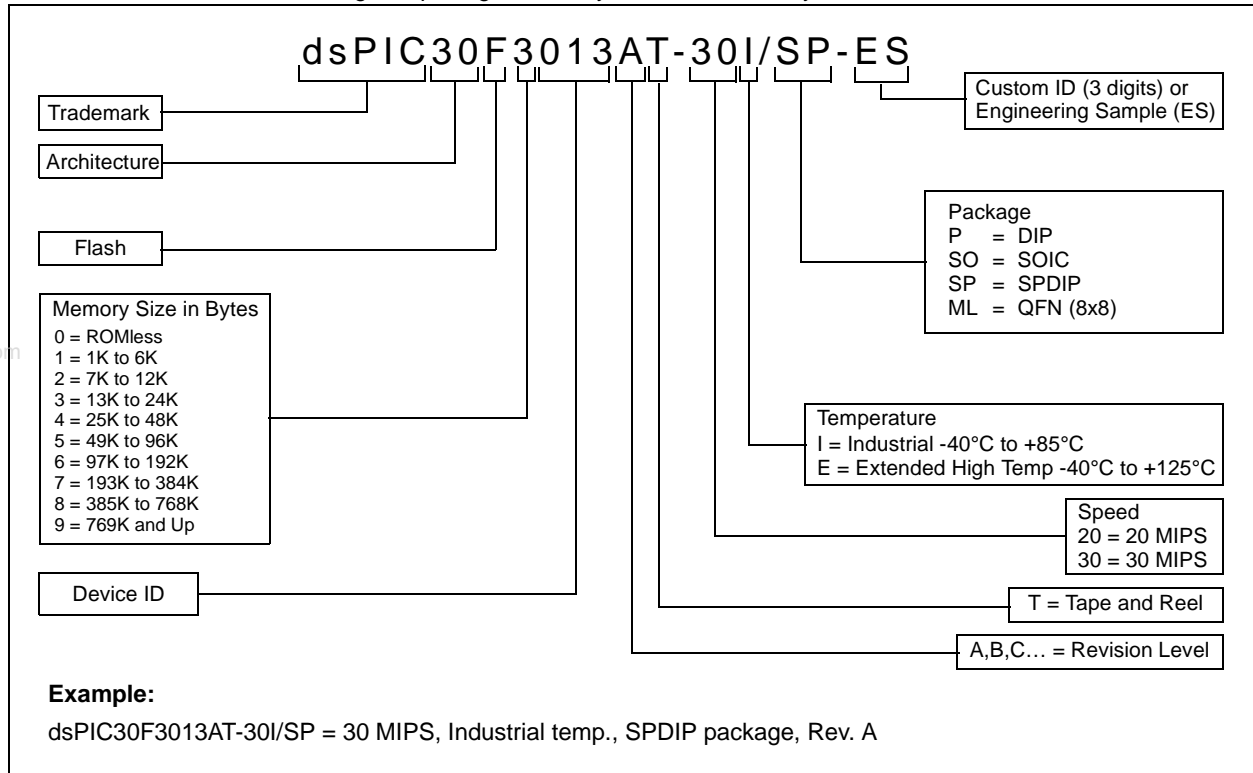 dsPIC30F3013AT-30I/SP-ES
Custom ID (3 digits) or
Engineering Sample (ES)
Trademark
Architecture
Flash
Package
P = DIP
SO = SOIC
SP = SPDIP
ML = QFN (8x8)
Memory Size in Bytes
0 = ROMless
1 = 1K to 6K
2 = 7K to 12K
3 = 13K to 24K
4 = 25K to 48K
5 = 49K to 96K
6 = 97K to 192K
7 = 193K to 384K
8 = 385K to 768K
9 = 769K and Up
Temperature
I = Industrial -40°C to +85°C
E = Extended High Temp -40°C to +125°C
Speed
20 = 20 MIPS
30 = 30 MIPS
Device ID
T = Tape and Reel
A,B,C… = Revision Level
Example:
dsPIC30F3013AT-30I/SP = 30 MIPS, Industrial temp., SPDIP package, Rev. A